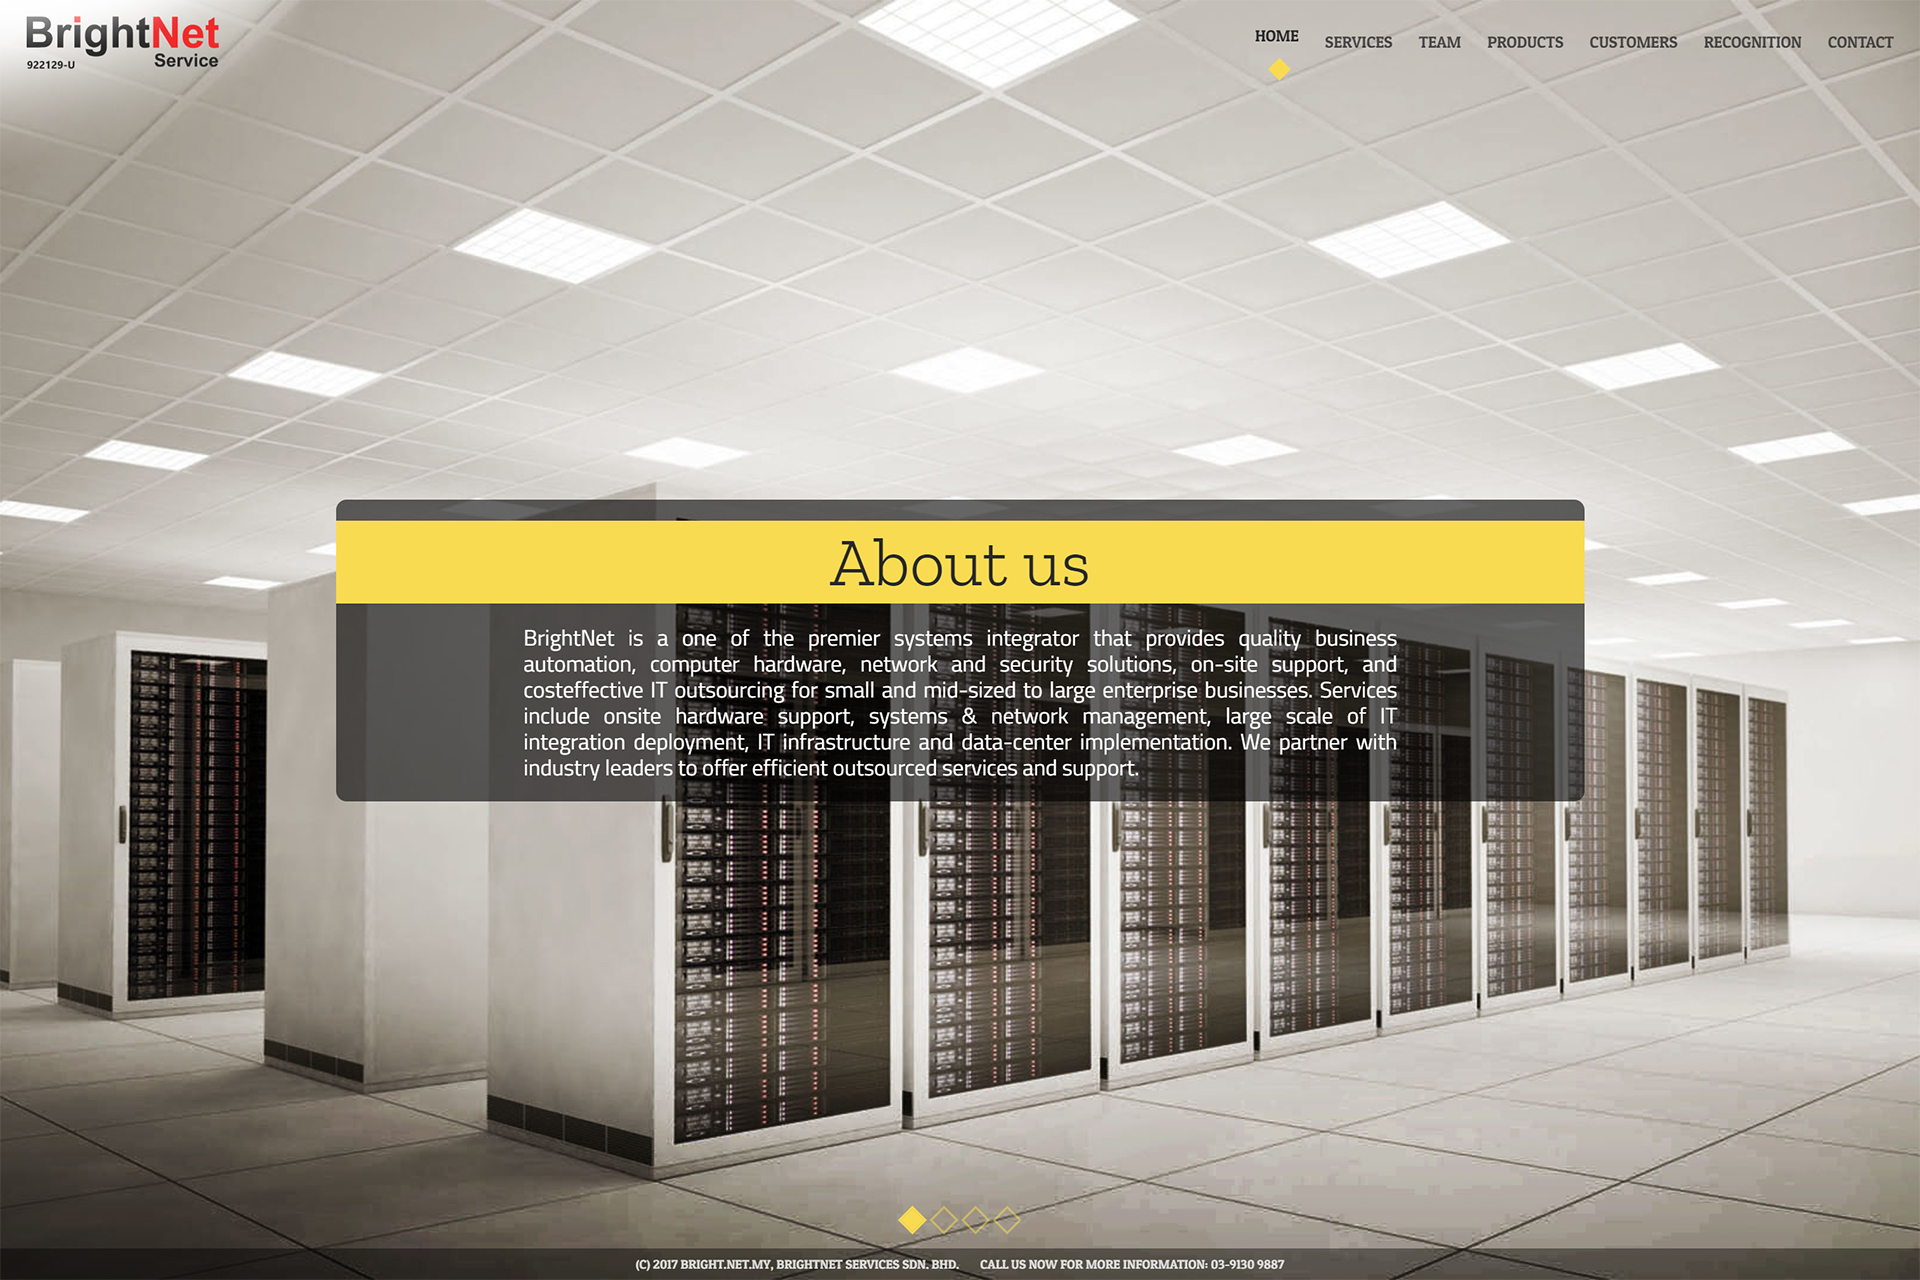 BrightNet
Service
922129-U
HOME SERVICES TEAM PRODUCTS CUSTOMERS RECOGNITION CONTACT
About us
BrightNet is a one of the premier systems integrator that provides quality business
automation, computer hardware, network and security solutions, on-site support, and
costeffective IT outsourcing for small and mid-sized to large enterprise businesses. Services
include onsite hardware support, systems & network management, large scale of IT
integration deployment, IT infrastructure and data-center implementation. We partner with
industry leaders to offer efficient outsourced services and support.
(C) 2017 BRIGHT.NET.MY, BRIGHTNET SERVICES SDN. BHD. CALL US NOW FOR MORE INFORMATION: 03-9130 9887